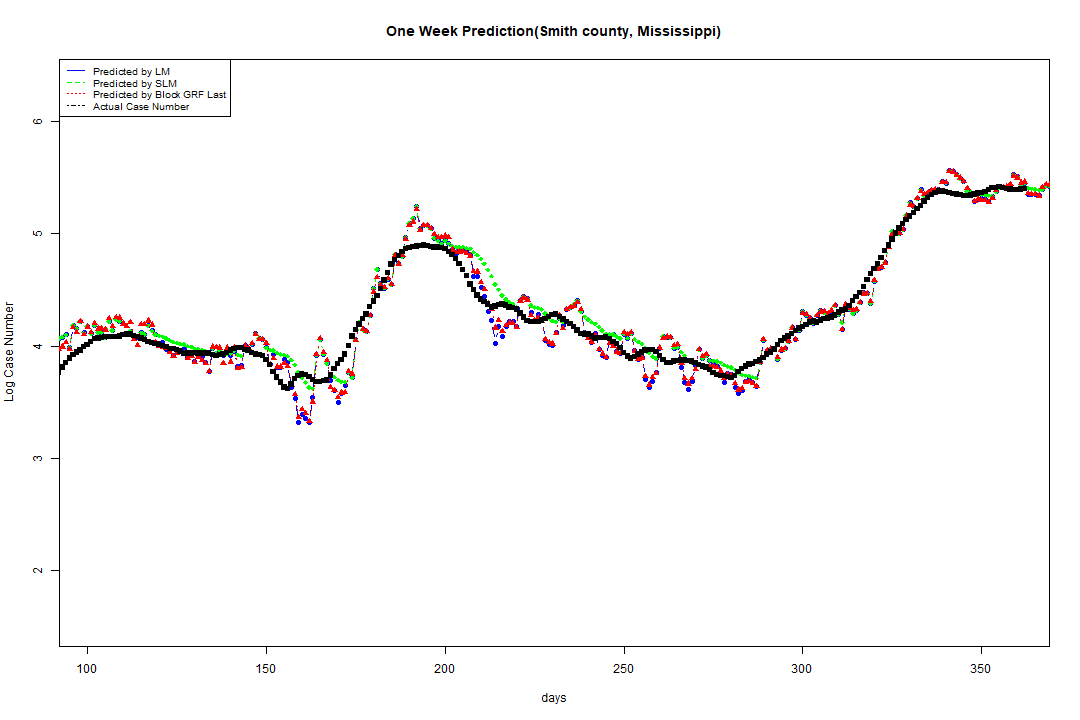 One Week Prediction(Smith county, Mississippi)
Predicted by LM
Predicted by SLM
Predicted by Block GRF Last
Actual Case Number
6
5
4
3
2
Log Case Number
100 150 200 250 300 350
days